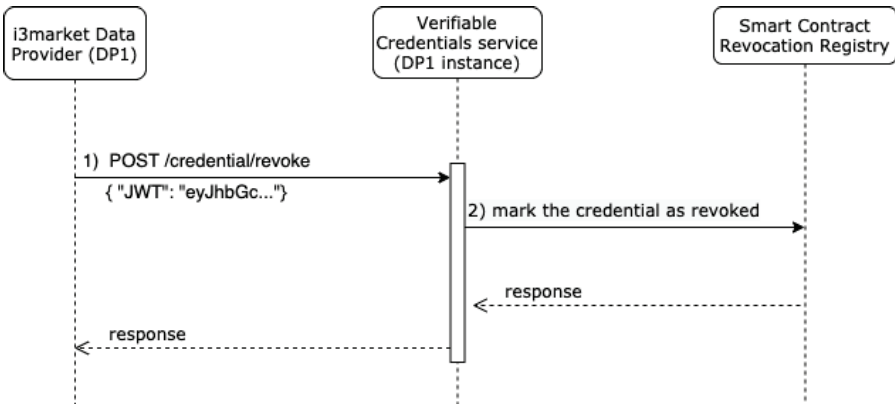 i3market Data
Provider (DP1)
Verifiable
Credentials service
(DP1 instance)
Smart Contract
Revocation Registry
1) POST /credential/revoke
{ "JWT": "eyJhbGc..."}
2) mark the credential as revoked
response
response